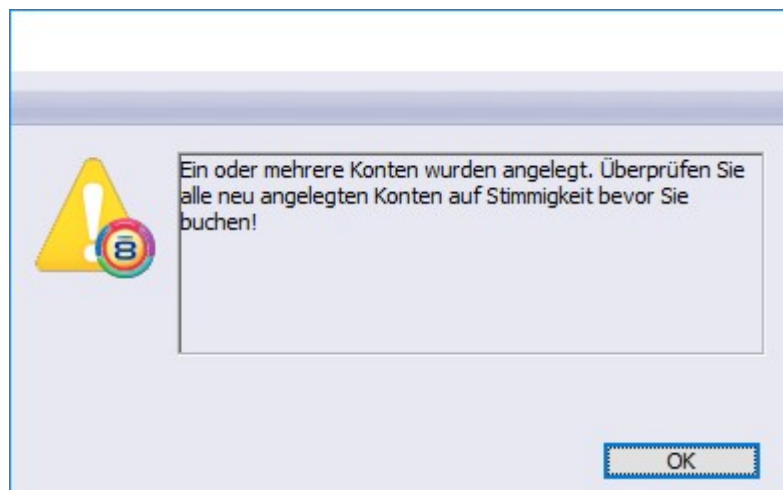 Ein oder mehrere Konten wurden angelegt. Überprüfen Sie
alle neu angelegten Konten auf Stimmigkeit bevor Sie
buchen!
OK